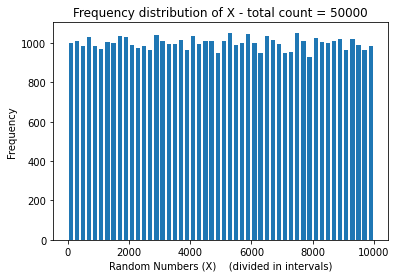 Frequency distribution of X - total count = 50000
1000
800
600
400
200
0
Frequency
0 2000 4000 6000 8000 10000
Random Numbers (X)    (divided in intervals)